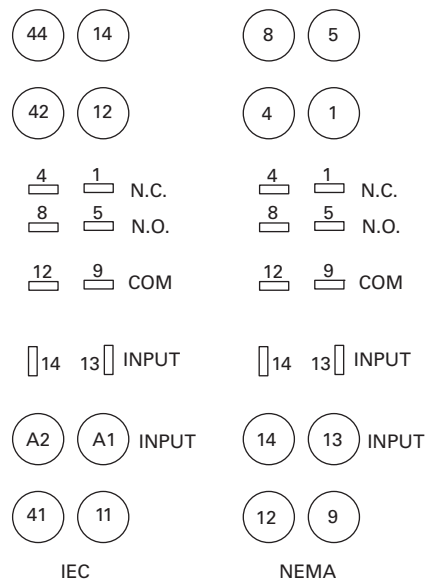 44 14 8 5
42 12 4 1
4 1 4 1
N.C. N.C.
8 5 8 5
N.O. N.O.
12 9 COM 12 9 COM
14 13 INPUT 14 13 INPUT
A2 A1 INPUT 14 13 INPUT
41 11 12 9
IEC NEMA